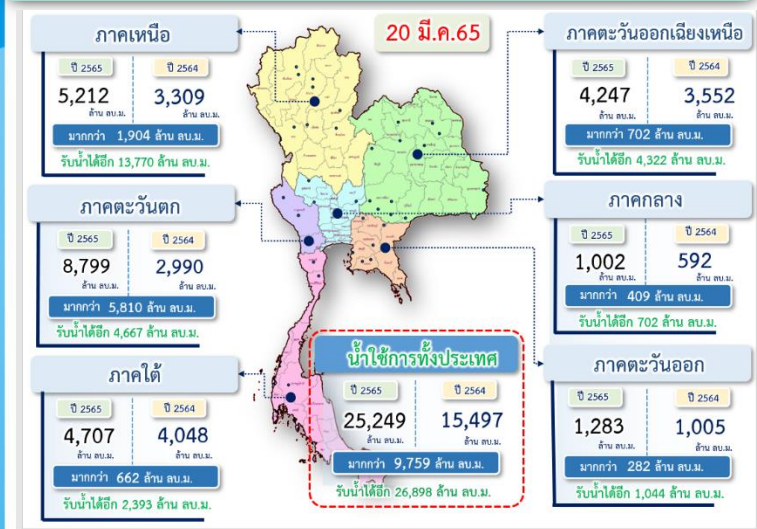 20 มี.ค.65
ภาคเหนือ
ปี 2565 ปี 2564
5,212 3,309
ล้าน ลบ.ม. ล้าน ลบ.ม.
มากกว่า 1,904 ล้าน ลบ.ม.
รับน้ำได้อีก 13,770 ล้าน ลบ.ม.
ภาคตะวันออกเฉียงเหนือ
ปี 2565 ปี 2564
4,247 3,552
ล้าน ลบ.ม. ล้าน ลบ.ม.
มากกว่า 702 ล้าน ลบ.ม.
รับน้ำได้อีก 4,322 ล้าน ลบ.ม.
ภาคตะวันตก
ปี 2565 ปี 2564
8,799 2,990
ล้าน ลบ.ม. ล้าน ลบ.ม.
มากกว่า 5,810 ล้าน ลบ.ม.
รับน้ำได้อีก 4,667 ล้าน ลบ.ม.
ภาคกลาง
ปี 2565 ปี 2564
1,002 592
ล้าน ลบ.ม. ล้าน ลบ.ม.
มากกว่า 409 ล้าน ลบ.ม.
รับน้ำได้อีก 702 ล้าน ลบ.ม.
ภาคใต้
ปี 2565 ปี 2564
4,707 4,048
ล้าน ลบ.ม. ล้าน ลบ.ม.
มากกว่า 662 ล้าน ลบ.ม.
รับน้ำได้อีก 2,393 ล้าน ลบ.ม.
น้ำใช้การทั้งประเทศ
ปี 2565 ปี 2564
25,249 15,497
ล้าน ลบ.ม. ล้าน ลบ.ม.
มากกว่า 9,759 ล้าน ลบ.ม.
รับน้ำได้อีก 26,898 ล้าน ลบ.ม.
ภาคตะวันออก
ปี 2565 ปี 2564
1,283 1,005
ล้าน ลบ.ม. ล้าน ลบ.ม.
มากกว่า 282 ล้าน ลบ.ม.
รับน้ำได้อีก 1,044 ล้าน ลบ.ม.